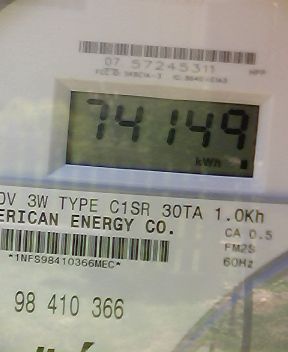 07 57245311
74149
kWh
0V 3W TYPE C1SR 30TA 1.0Kh
ERICAN ENERGY CO.
CA 0.5
FM2S
60Hz
*1NFS98410366MEC*
98 410 366